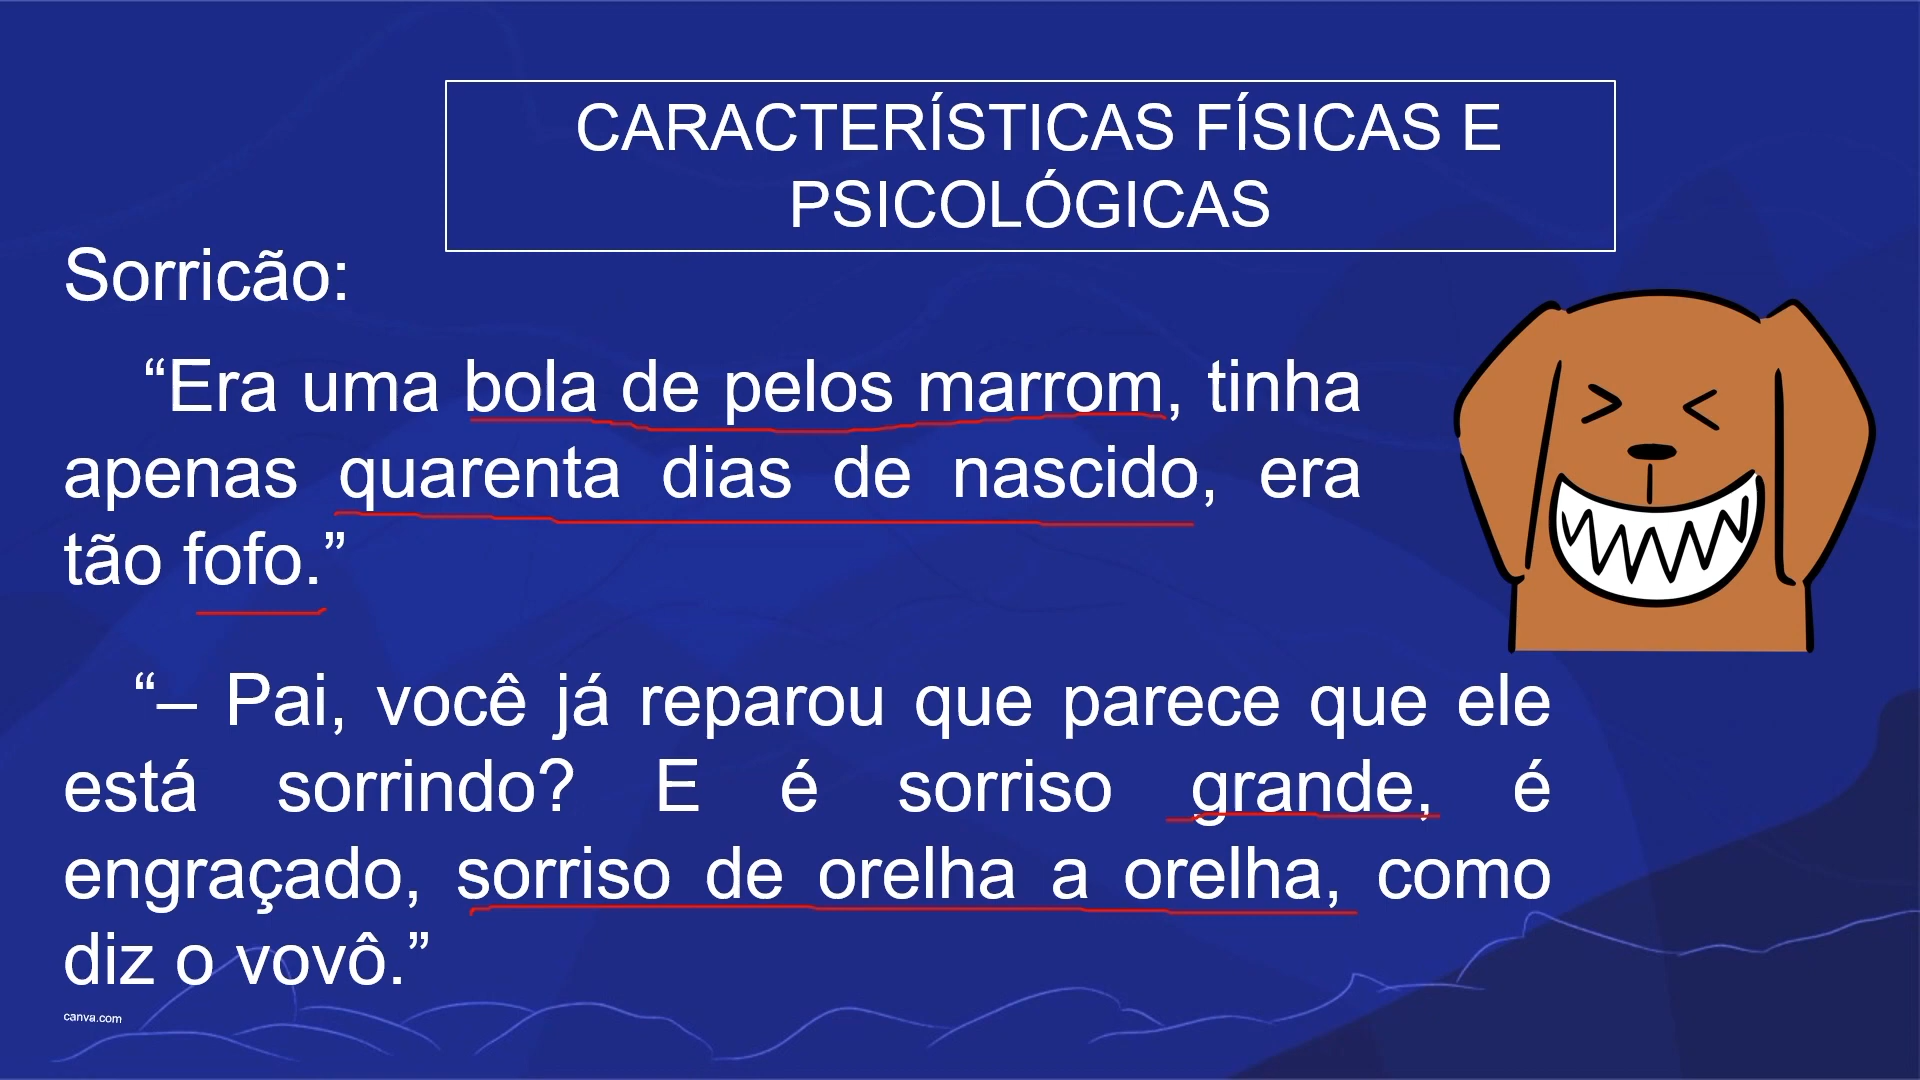 CARACTERÍSTICAS FÍSICAS E
PSICOLÓGICAS
Sorricão:
“Era uma bola de pelos marrom, tinha
apenas quarenta dias de nascido, era
tão fofo.”
“– Pai, você já reparou que parece que ele
está sorrindo? E é sorriso grande, é
engraçado, sorriso de orelha a orelha, como
diz o vovô.”
canva.com